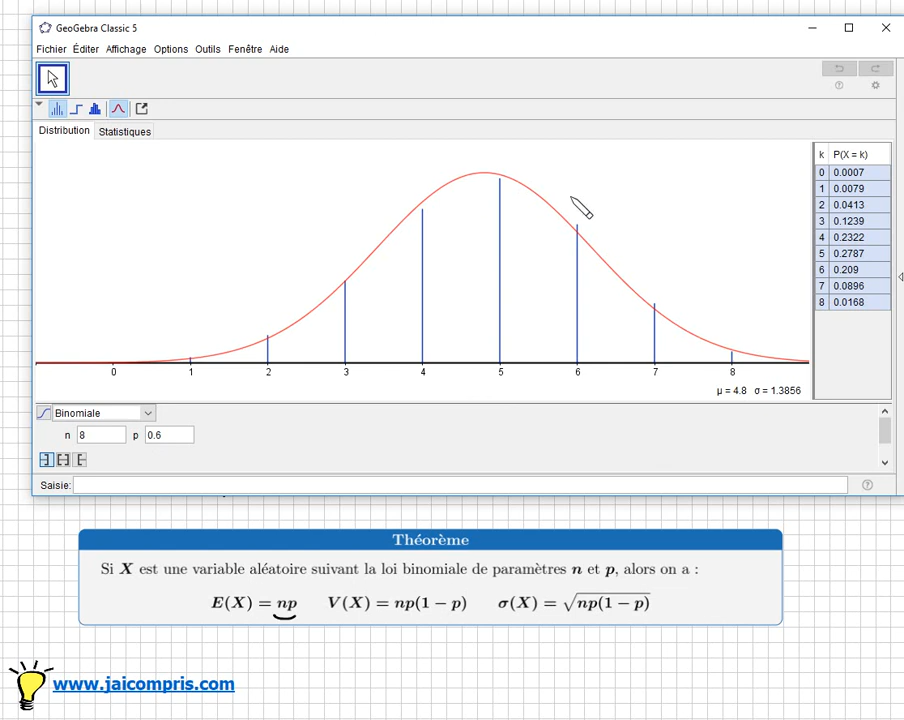 GeoGebra Classic 5
Fichier Éditer Affichage Options Outils Fenêtre Aide
Distribution Statistiques
k P(X = k)
0 0.0007
1 0.0079
2 0.0413
3 0.1239
4 0.2322
5 0.2787
6 0.209
7 0.0896
8 0.0168
0 1 2 3 4 5 6 7 8
μ = 4.8 σ = 1.3856
Binomiale
n 8 p 0.6
Saisie:
Théorème
Si X est une variable aléatoire suivant la loi binomiale de paramètres n et p, alors on a :
E(X) = np V(X) = np(1 − p) σ(X) = √np(1 − p)
www.jaicompris.com